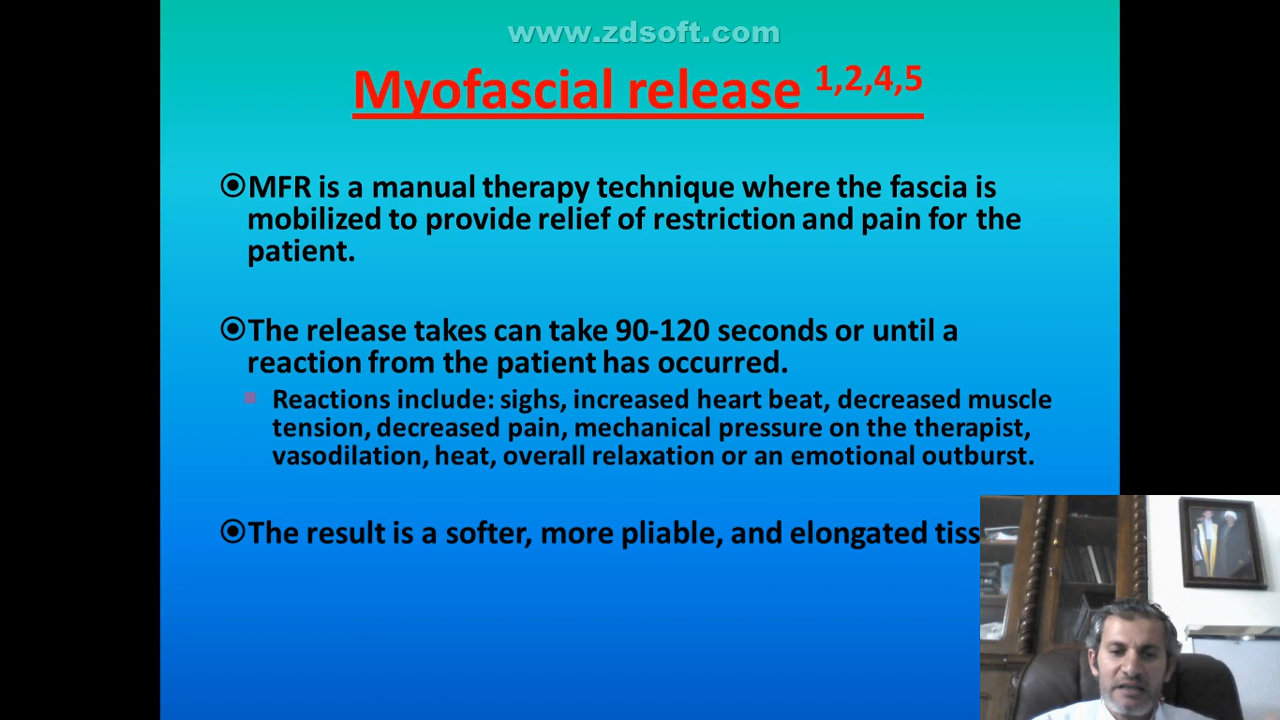 www.zdsoft.com
Myofascial release 1,2,4,5
MFR is a manual therapy technique where the fascia is
mobilized to provide relief of restriction and pain for the
patient.
The release takes can take 90-120 seconds or until a
reaction from the patient has occurred.
Reactions include: sighs, increased heart beat, decreased muscle
tension, decreased pain, mechanical pressure on the therapist,
vasodilation, heat, overall relaxation or an emotional outburst.
The result is a softer, more pliable, and elongated tiss